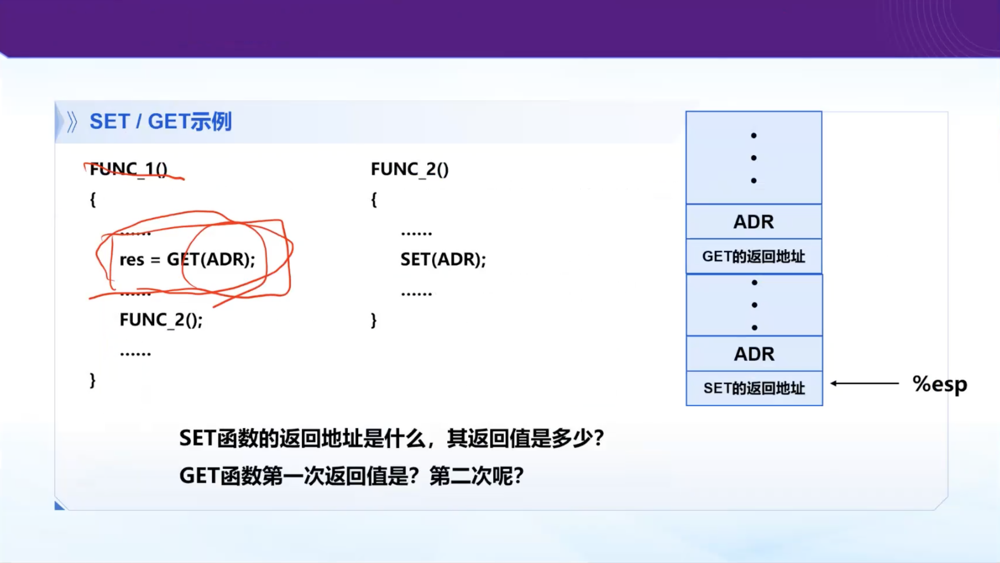 SET / GET示例
FUNC_1()
{
......
res = GET(ADR);
......
FUNC_2();
......
}
FUNC_2()
{
......
SET(ADR);
......
}
ADR
GET的返回地址
ADR
SET的返回地址
%esp
SET函数的返回地址是什么，其返回值是多少?
GET函数第一次返回值是? 第二次呢?